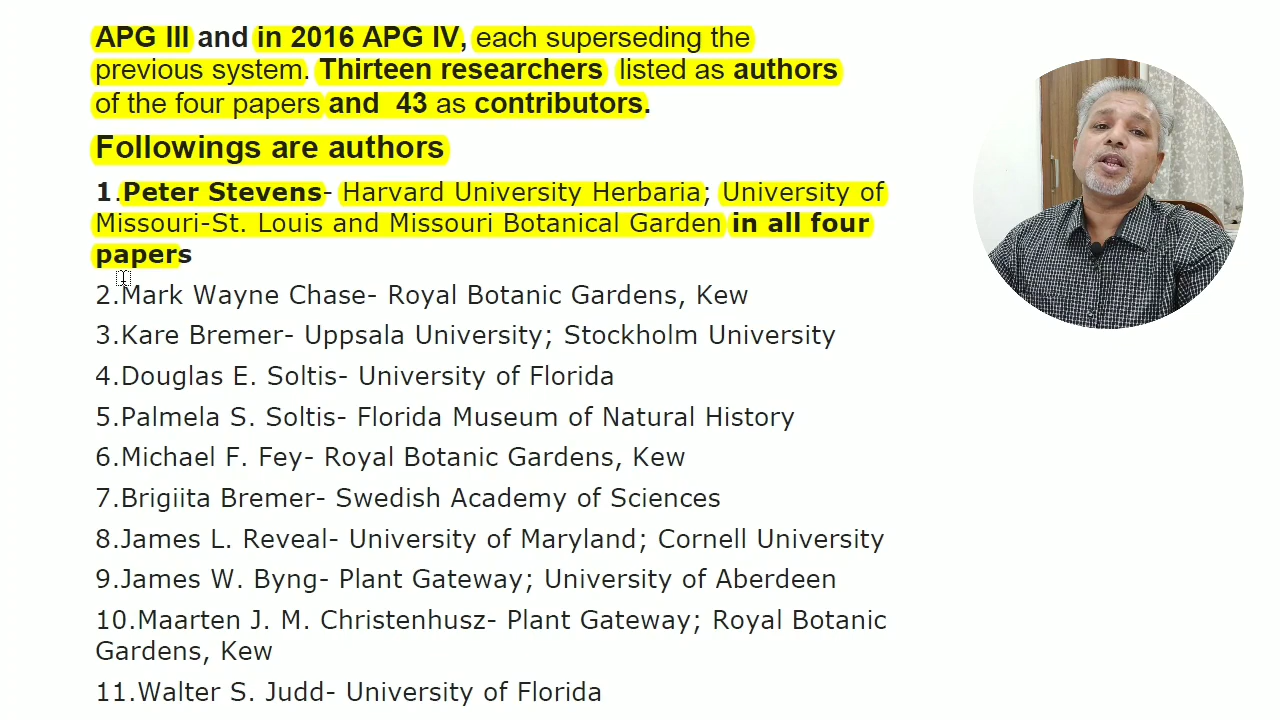 APG III and in 2016 APG IV, each superseding the
previous system. Thirteen researchers listed as authors
of the four papers and 43 as contributors.
Followings are authors
1.Peter Stevens- Harvard University Herbaria; University of
Missouri-St. Louis and Missouri Botanical Garden in all four
papers
2.Mark Wayne Chase- Royal Botanic Gardens, Kew
3.Kare Bremer- Uppsala University; Stockholm University
4.Douglas E. Soltis- University of Florida
5.Palmela S. Soltis- Florida Museum of Natural History
6.Michael F. Fey- Royal Botanic Gardens, Kew
7.Brigiita Bremer- Swedish Academy of Sciences
8.James L. Reveal- University of Maryland; Cornell University
9.James W. Byng- Plant Gateway; University of Aberdeen
10.Maarten J. M. Christenhusz- Plant Gateway; Royal Botanic
Gardens, Kew
11.Walter S. Judd- University of Florida